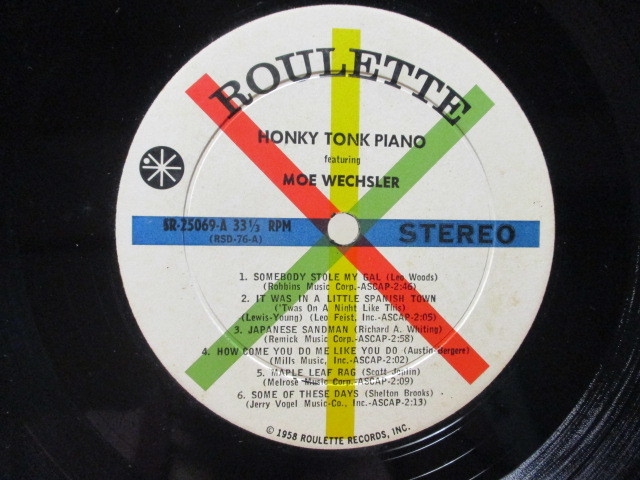 ROULETTE
HONKY TONK PIANO
featuring
MOE WECHSLER
SR-25069-A 33⅓ RPM
(RSD-76-A)
STEREO
1. SOMEBODY STOLE MY GAL (Leo Woods)
(Robbins Music Corp.-ASCAP-2:46)
2. IT WAS IN A LITTLE SPANISH TOWN
('Twas On A Night Like This)
(Lewis-Young) (Leo Feist, Inc.-ASCAP-2:05)
3. JAPANESE SANDMAN (Richard A. Whiting)
(Remick Music Corp.-ASCAP-2:58)
4. HOW COME YOU DO ME LIKE YOU DO (Austin-Bergere)
(Mills Music, Inc.-ASCAP-2:02)
5. MAPLE LEAF RAG (Scott Joplin)
(Melrose Music Corp.-ASCAP-2:09)
6. SOME OF THESE DAYS (Shelton Brooks)
(Jerry Vogel Music-Co., Inc.-ASCAP-2:13)
© 1958 ROULETTE RECORDS, INC.